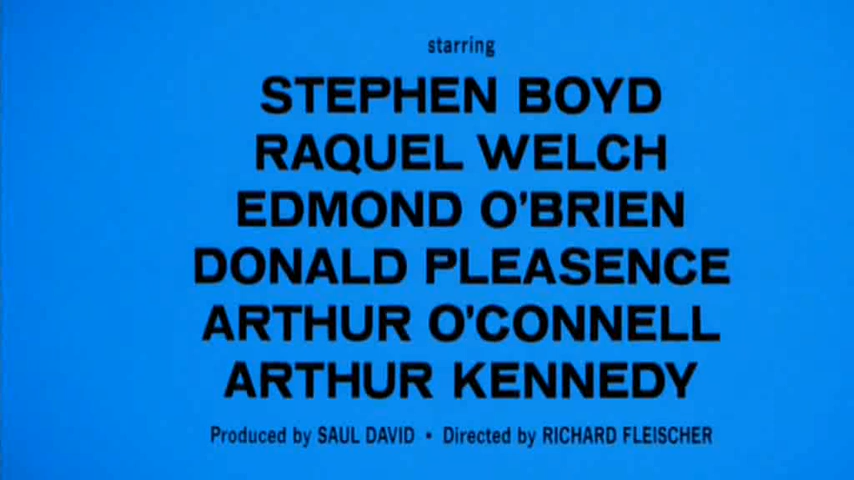 starring
STEPHEN BOYD
RAQUEL WELCH
EDMOND O'BRIEN
DONALD PLEASENCE
ARTHUR O'CONNELL
ARTHUR KENNEDY
Produced by SAUL DAVID • Directed by RICHARD FLEISCHER